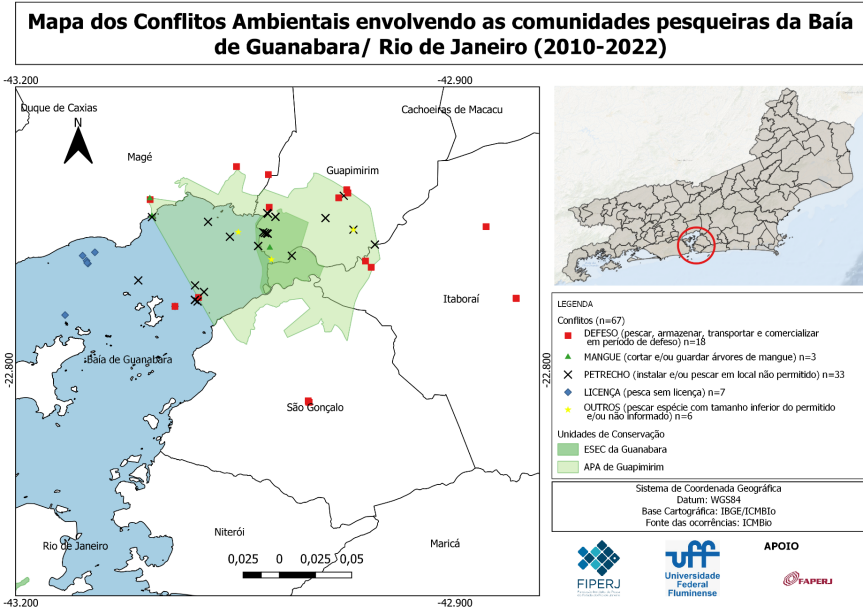 Mapa dos Conflitos Ambientais envolvendo as comunidades pesqueiras da Baía
de Guanabara/ Rio de Janeiro (2010-2022)
-43.200
-42.900
Duque de Caxias
Cachoeiras de Macacu
N
Magé
Guapimirim
Itaboraí
Baía de Guanabara
-22.800
-22.800
São Gonçalo
Niterói
Rio de Janeiro
Maricá
0,025 0 0,025 0,05
-43.200
-42.900
LEGENDA
Conflitos (n=67)
DEFESO (pescar, armazenar, transportar e comercializar
em período de defeso) n=18
MANGUE (cortar e/ou guardar árvores de mangue) n=3
PETRECHO (instalar e/ou pescar em local não permitido) n=33
LICENÇA (pesca sem licença) n=7
OUTROS (pescar espécie com tamanho inferior do permitido
e/ou não informado) n=6
Unidades de Conservação
ESEC da Guanabara
APA de Guapimirim
Sistema de Coordenada Geográfica
Datum: WGS84
Base Cartográfica: IBGE/ICMBIo
Fonte das ocorrências: ICMBio
FIPERJ
uff
Universidade
Federal
Fluminense
APOIO
FAPERJ